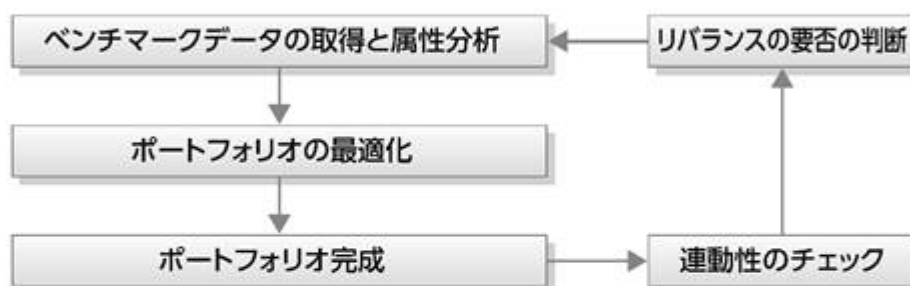 ベンチマークデータの取得と属性分析
リバランスの要否の判断
ポートフォリオの最適化
ポートフォリオ完成
連動性のチェック